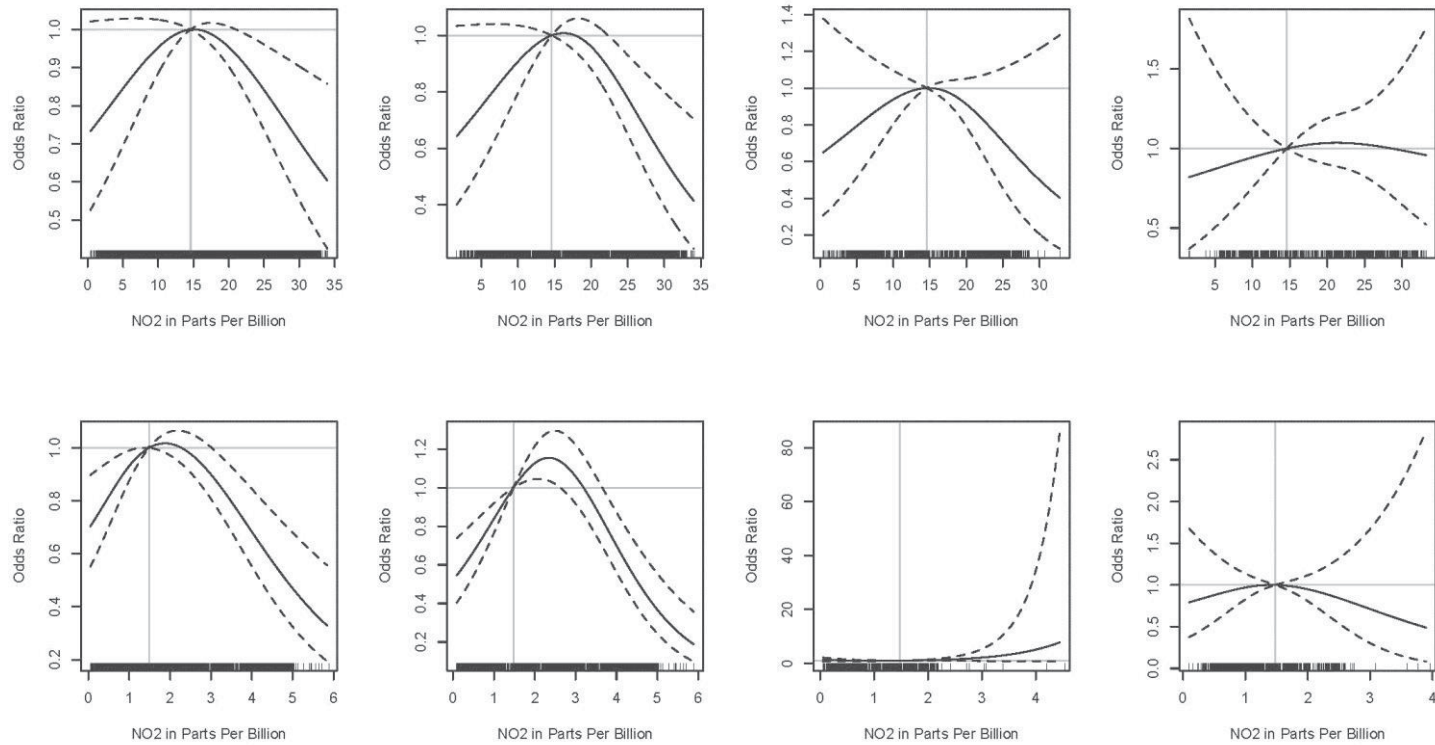 Odds Ratio
0.5 0.6 0.7 0.8 0.9 1.0
0 5 10 15 20 25 30 35
NO2 in Parts Per Billion
Odds Ratio
0.4 0.6 0.8 1.0
5 10 15 20 25 30 35
NO2 in Parts Per Billion
Odds Ratio
0.2 0.4 0.6 0.8 1.0 1.2 1.4
0 5 10 15 20 25 30
NO2 in Parts Per Billion
Odds Ratio
0.5 1.0 1.5
5 10 15 20 25 30
NO2 in Parts Per Billion
Odds Ratio
0.2 0.4 0.6 0.8 1.0
0 1 2 3 4 5 6
NO2 in Parts Per Billion
Odds Ratio
0.2 0.4 0.6 0.8 1.0 1.2
0 1 2 3 4 5 6
NO2 in Parts Per Billion
Odds Ratio
0 20 40 60 80
0 1 2 3 4
NO2 in Parts Per Billion
Odds Ratio
0.0 0.5 1.0 1.5 2.0 2.5
0 1 2 3 4
NO2 in Parts Per Billion